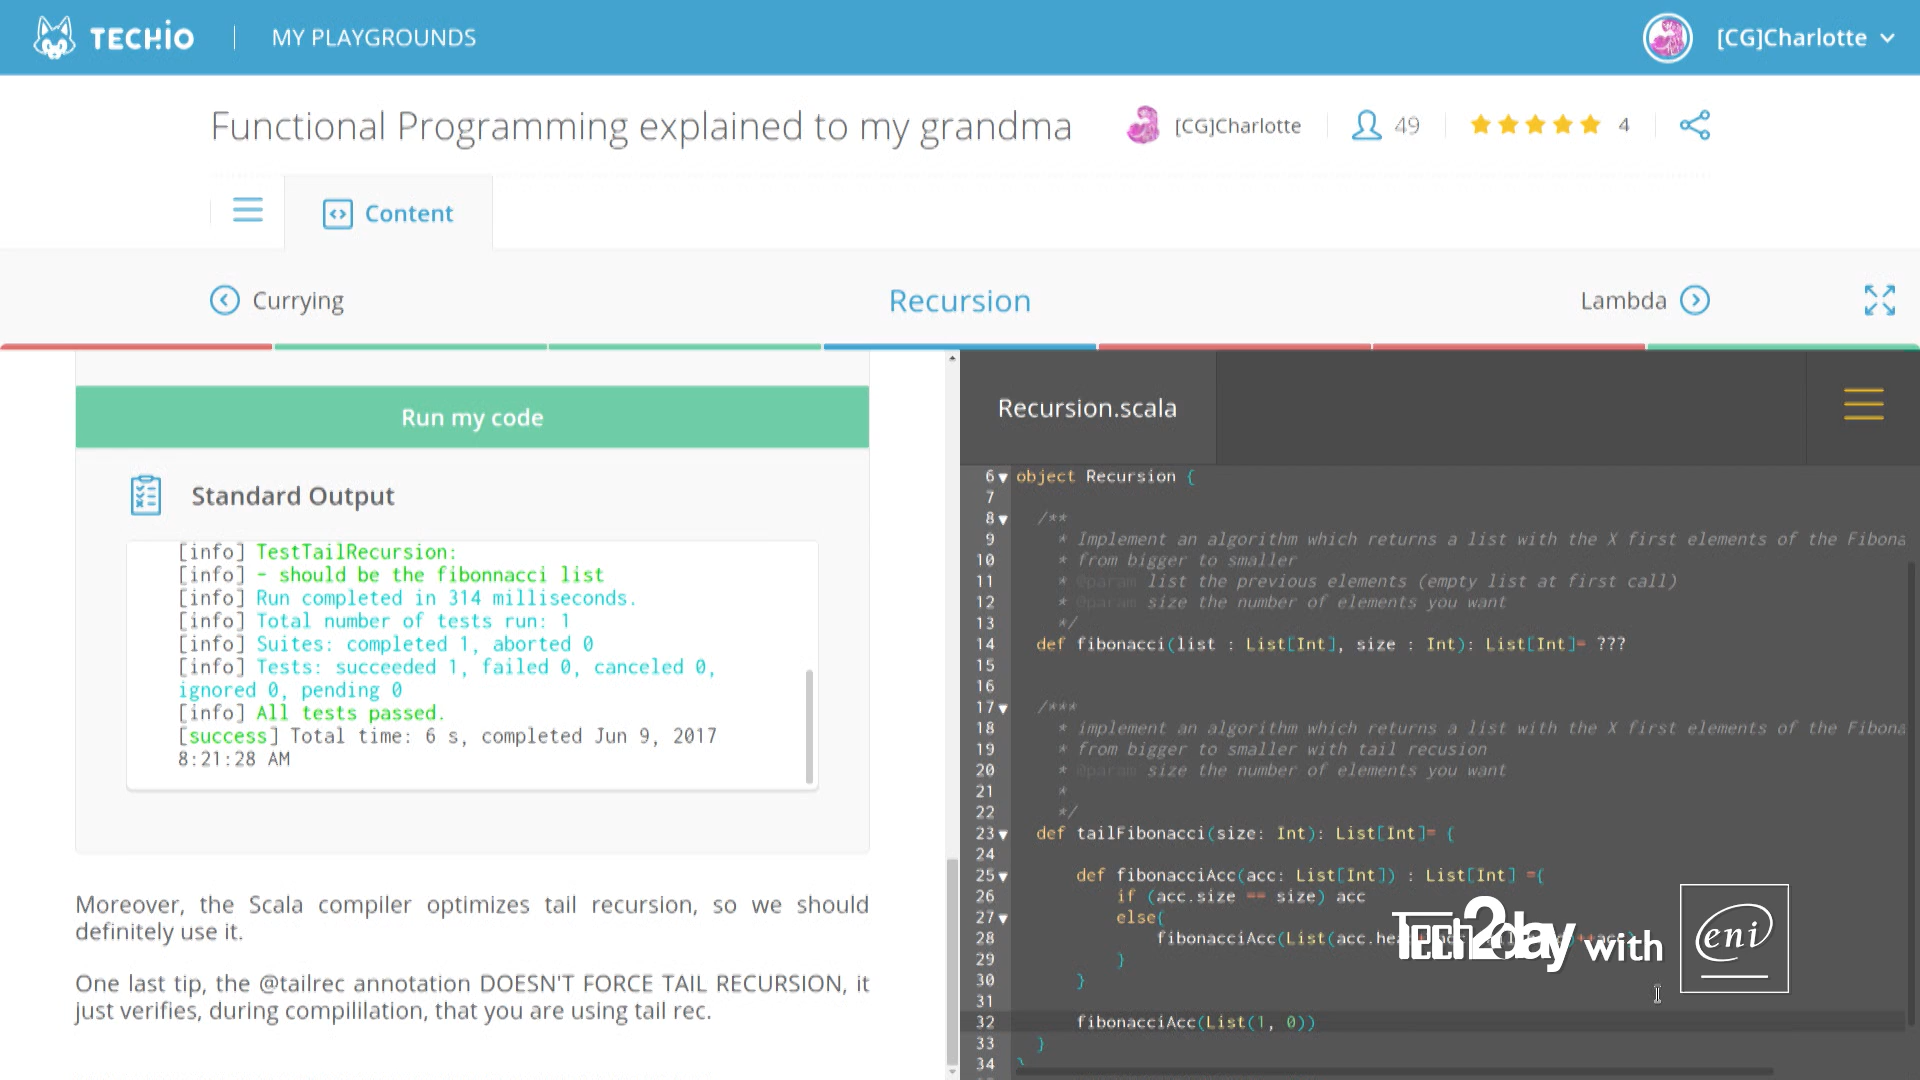 TECH.IO
MY PLAYGROUNDS
[CG]Charlotte
Functional Programming explained to my grandma
[CG]Charlotte
49
4
Content
Currying
Recursion
Lambda
Run my code
Standard Output
[info] TestTailRecursion:
[info] - should be the fibonnacci list
[info] Run completed in 314 milliseconds.
[info] Total number of tests run: 1
[info] Suites: completed 1, aborted 0
[info] Tests: succeeded 1, failed 0, canceled 0,
ignored 0, pending 0
[info] All tests passed.
[success] Total time: 6 s, completed Jun 9, 2017
8:21:28 AM
Moreover, the Scala compiler optimizes tail recursion, so we should
definitely use it.
One last tip, the @tailrec annotation DOESN'T FORCE TAIL RECURSION, it
just verifies, during compililation, that you are using tail rec.
Recursion.scala
6 object Recursion {
7
8 /**
9 * Implement an algorithm which returns a list with the X first elements of the Fibona
10 * from bigger to smaller
11 * @param list the previous elements (empty list at first call)
12 * @param size the number of elements you want
13 */
14 def fibonacci(list : List[Int], size : Int): List[Int]= ???
15
16
17 /***
18 * implement an algorithm which returns a list with the X first elements of the Fibona
19 * from bigger to smaller with tail recusion
20 * @param size the number of elements you want
21 *
22 */
23 def tailFibonacci(size: Int): List[Int]= {
24
25 def fibonacciAcc(acc: List[Int]) : List[Int] ={
26 if (acc.size == size) acc
27 else{
28 fibonacciAcc(List(acc.hea
29 }
30 }
31
32 fibonacciAcc(List(1, 0))
33 }
34
Tech2day with
eni